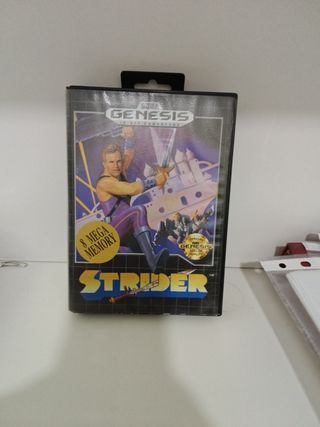 SEGA
GENESIS
8 MEGA
MEMORY
GENESIS
STRIDER